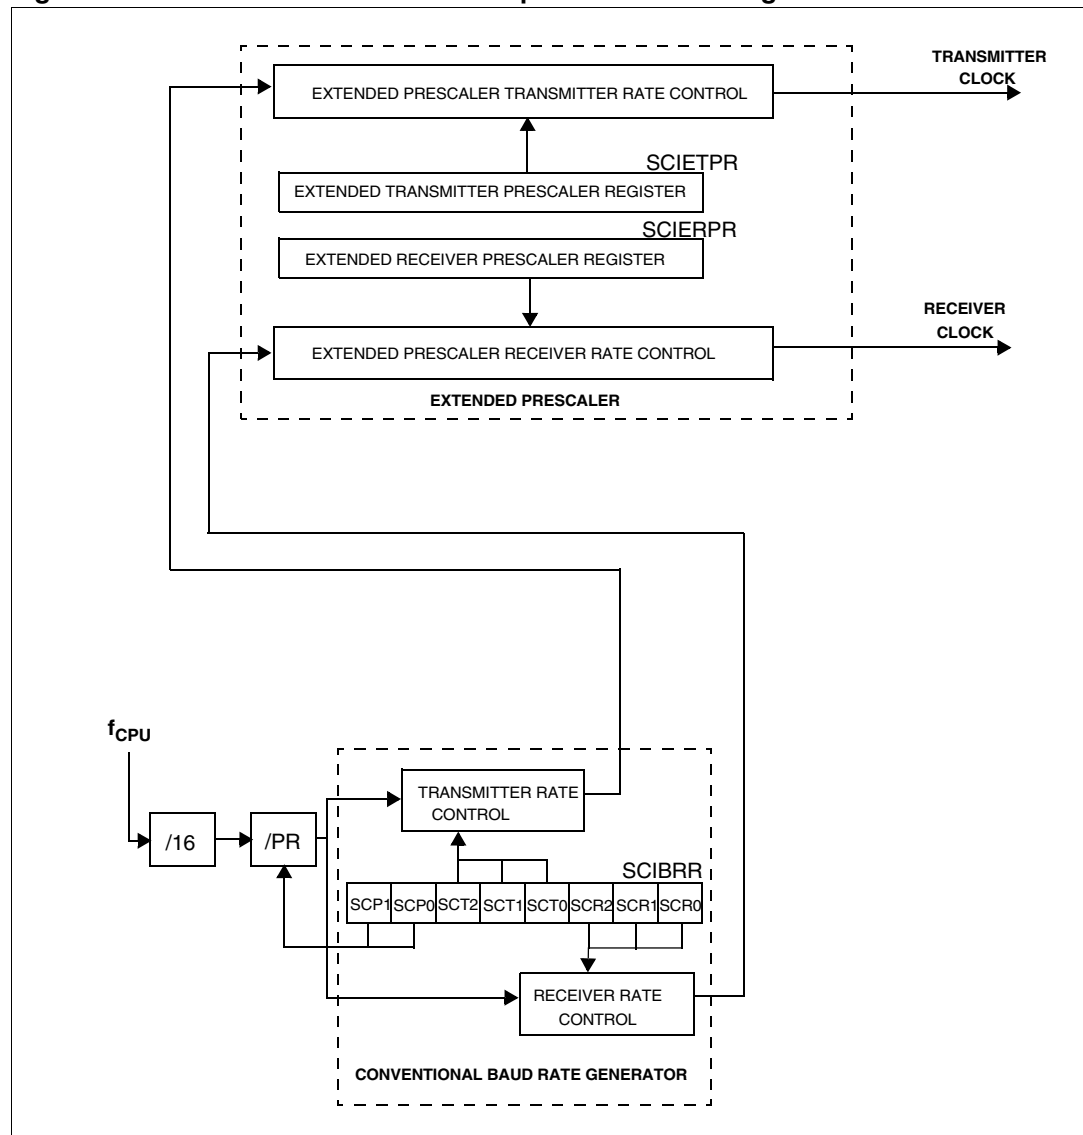 TRANSMITTER
CLOCK
EXTENDED PRESCALER TRANSMITTER RATE CONTROL
SCIETPR
EXTENDED TRANSMITTER PRESCALER REGISTER
SCIERPR
EXTENDED RECEIVER PRESCALER REGISTER
RECEIVER
CLOCK
EXTENDED PRESCALER RECEIVER RATE CONTROL
EXTENDED PRESCALER
fCPU
TRANSMITTER RATE
CONTROL
/16
/PR
SCIBRR
SCP1 SCP0 SCT2 SCT1 SCT0 SCR2 SCR1 SCR0
RECEIVER RATE
CONTROL
CONVENTIONAL BAUD RATE GENERATOR